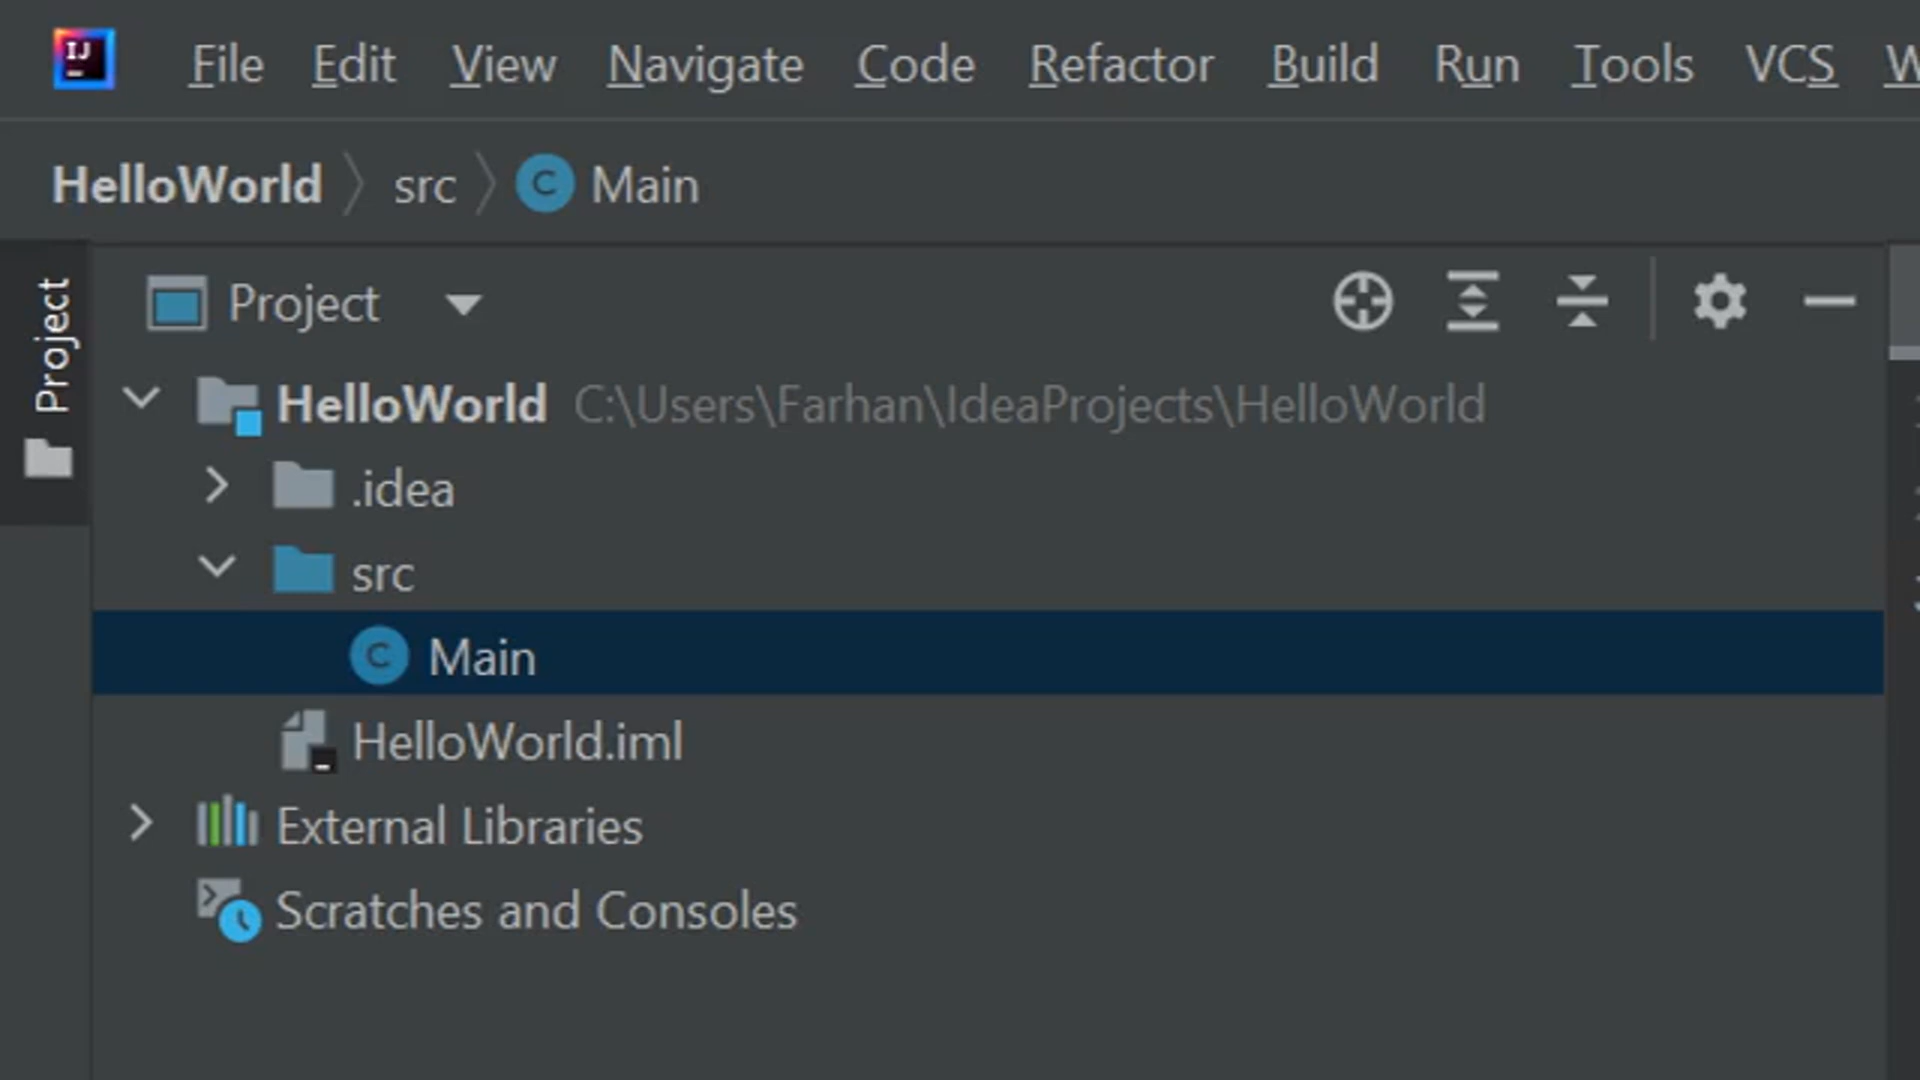 IJ File Edit View Navigate Code Refactor Build Run Tools VCS
HelloWorld src C Main
Project
Project
HelloWorld C:\Users\Farhan\IdeaProjects\HelloWorld
.idea
src
C Main
HelloWorld.iml
External Libraries
Scratches and Consoles